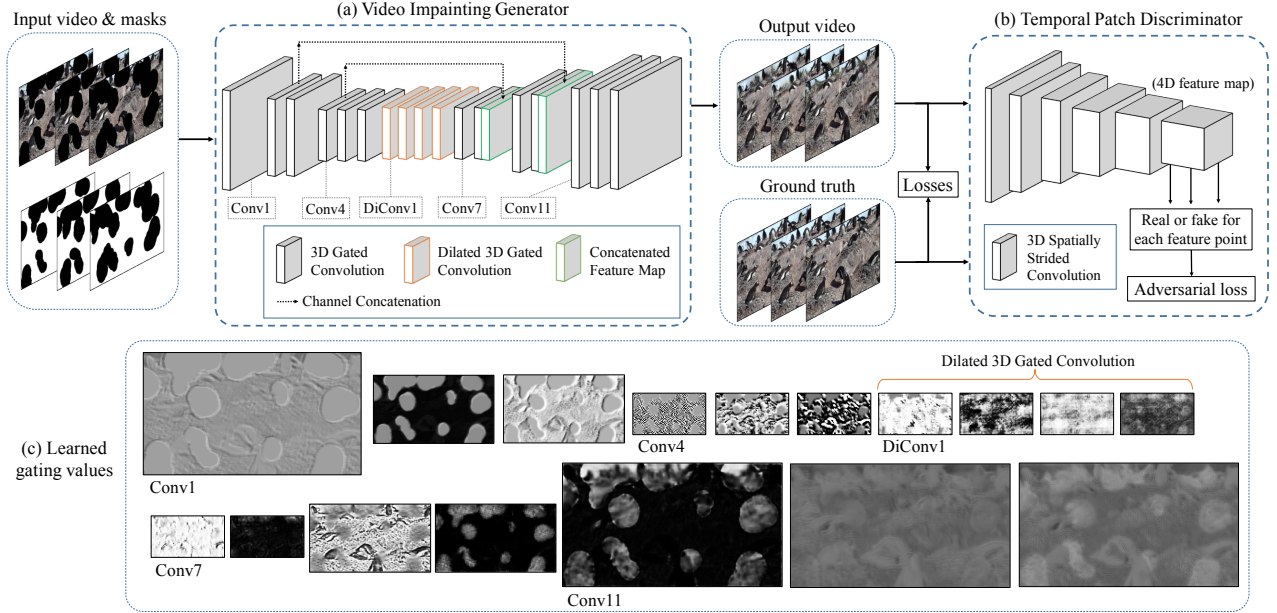 Input video & masks
(a) Video Impainting Generator
Conv1
Conv4
DiConv1
Conv7
Conv11
3D Gated
Convolution
Dilated 3D Gated
Convolution
Concatenated
Feature Map
Channel Concatenation
Output video
Ground truth
Losses
(b) Temporal Patch Discriminator
(4D feature map)
Real or fake for
each feature point
3D Spatially
Strided
Convolution
Adversarial loss
(c) Learned
gating values
Dilated 3D Gated Convolution
Conv1
Conv4
DiConv1
Conv7
Conv11